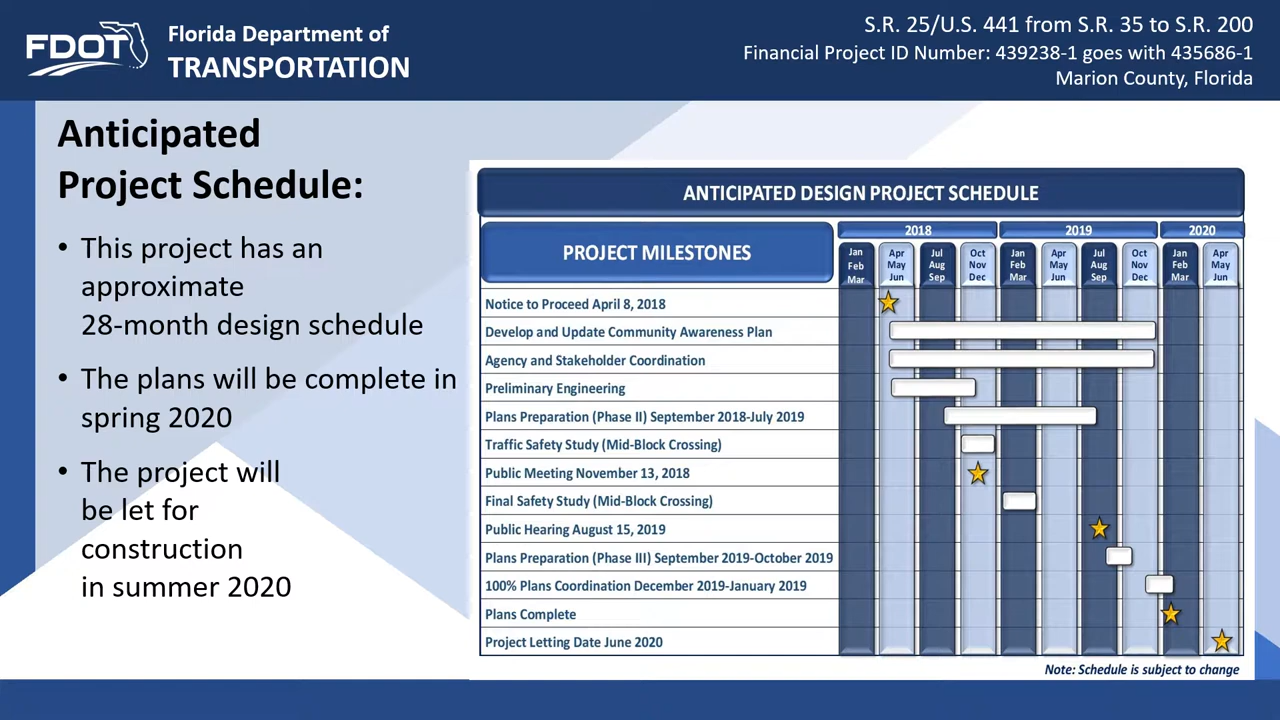 FDOT
Florida Department of
TRANSPORTATION
S.R. 25/U.S. 441 from S.R. 35 to S.R. 200
Financial Project ID Number: 439238-1 goes with 435686-1
Marion County, Florida
Anticipated
Project Schedule:
• This project has an
approximate
28-month design schedule
• The plans will be complete in
spring 2020
• The project will
be let for
construction
in summer 2020
ANTICIPATED DESIGN PROJECT SCHEDULE
PROJECT MILESTONES
2018 2019 2020
Jan Apr Jul Oct Jan Apr Jul Oct Jan Apr
Feb May Aug Nov Feb May Aug Nov Feb May
Mar Jun Sep Dec Mar Jun Sep Dec Mar Jun
Notice to Proceed April 8, 2018
Develop and Update Community Awareness Plan
Agency and Stakeholder Coordination
Preliminary Engineering
Plans Preparation (Phase II) September 2018-July 2019
Traffic Safety Study (Mid-Block Crossing)
Public Meeting November 13, 2018
Final Safety Study (Mid-Block Crossing)
Public Hearing August 15, 2019
Plans Preparation (Phase III) September 2019-October 2019
100% Plans Coordination December 2019-January 2019
Plans Complete
Project Letting Date June 2020
Note: Schedule is subject to change